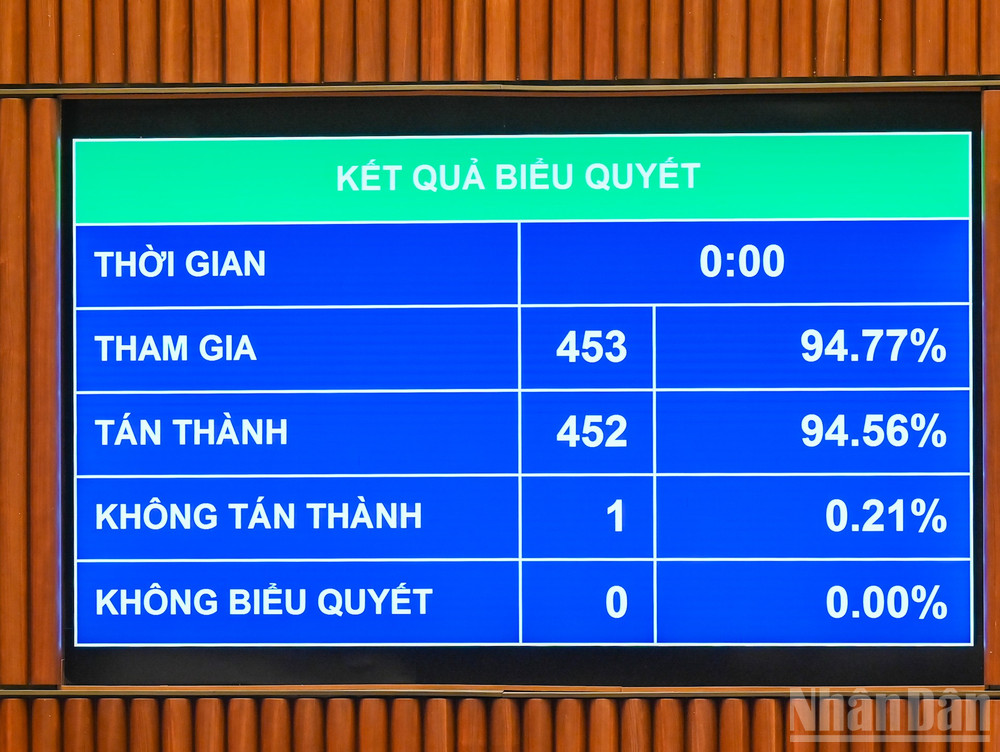 KẾT QUẢ BIỂU QUYẾT
THỜI GIAN 0:00
THAM GIA 453 94.77%
TÁN THÀNH 452 94.56%
KHÔNG TÁN THÀNH 1 0.21%
KHÔNG BIỂU QUYẾT 0 0.00%
NhânDân